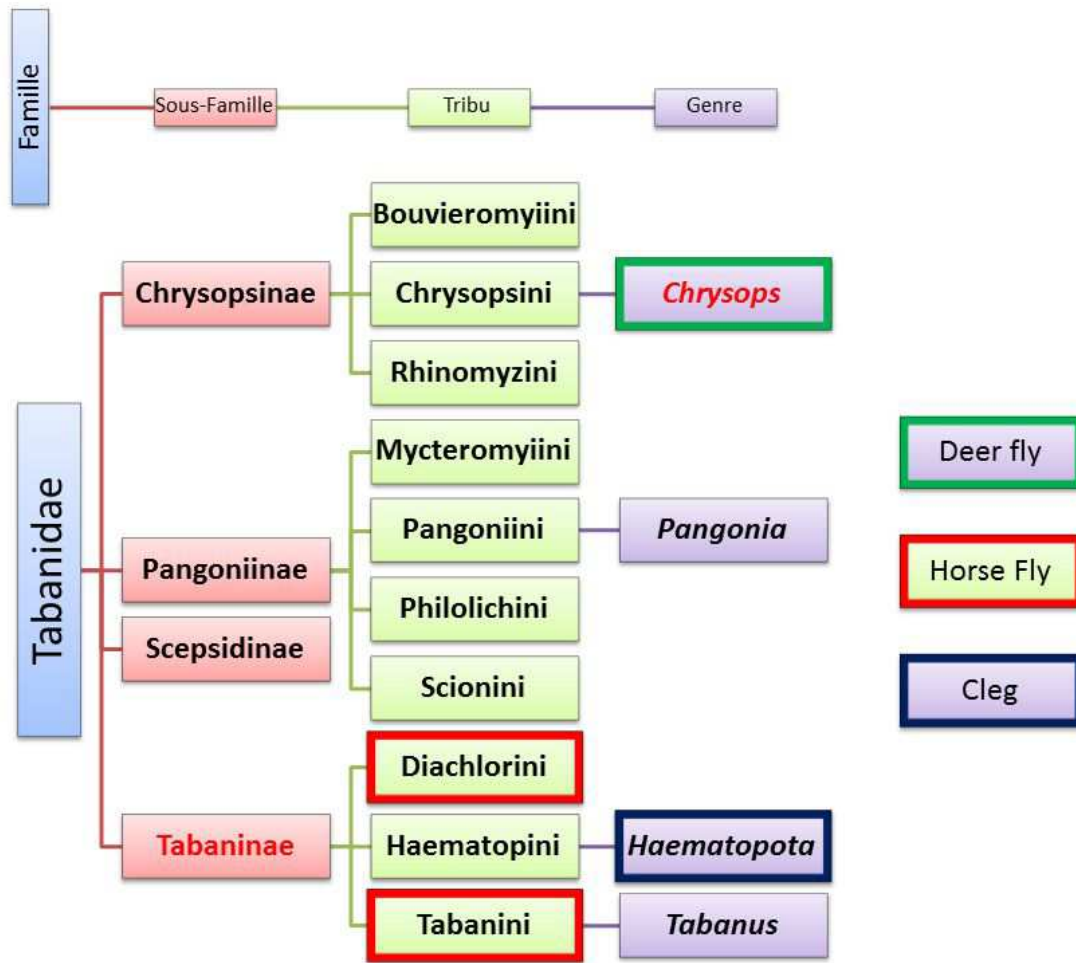 Famille
Sous-Famille
Tribu
Genre
Tabanidae
Chrysopsinae
Bouvieromyiini
Chrysopsini
Chrysops
Rhinomyzini
Pangoniinae
Mycteromyiini
Pangoniini
Pangonia
Philolichini
Scionini
Scepsidinae
Tabaninae
Diachlorini
Haematopini
Haematopota
Tabanini
Tabanus
Deer fly
Horse Fly
Cleg